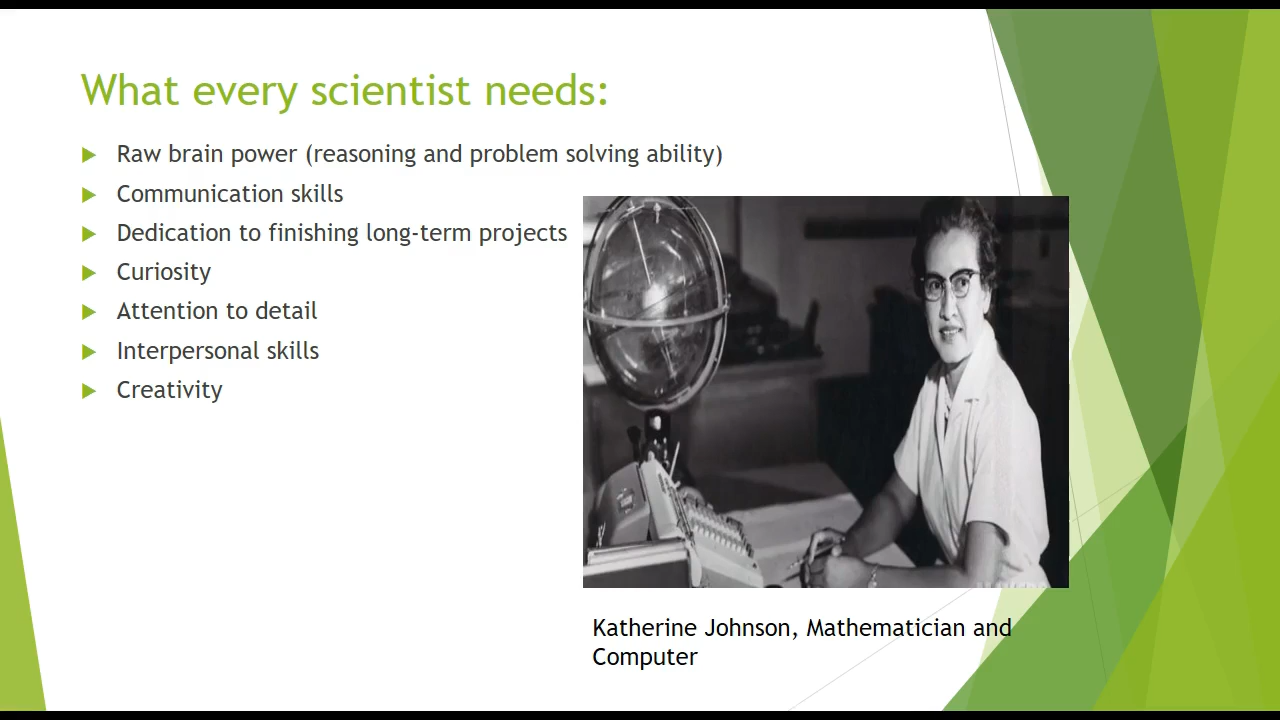 What every scientist needs:
Raw brain power (reasoning and problem solving ability)
Communication skills
Dedication to finishing long-term projects
Curiosity
Attention to detail
Interpersonal skills
Creativity
Katherine Johnson, Mathematician and
Computer